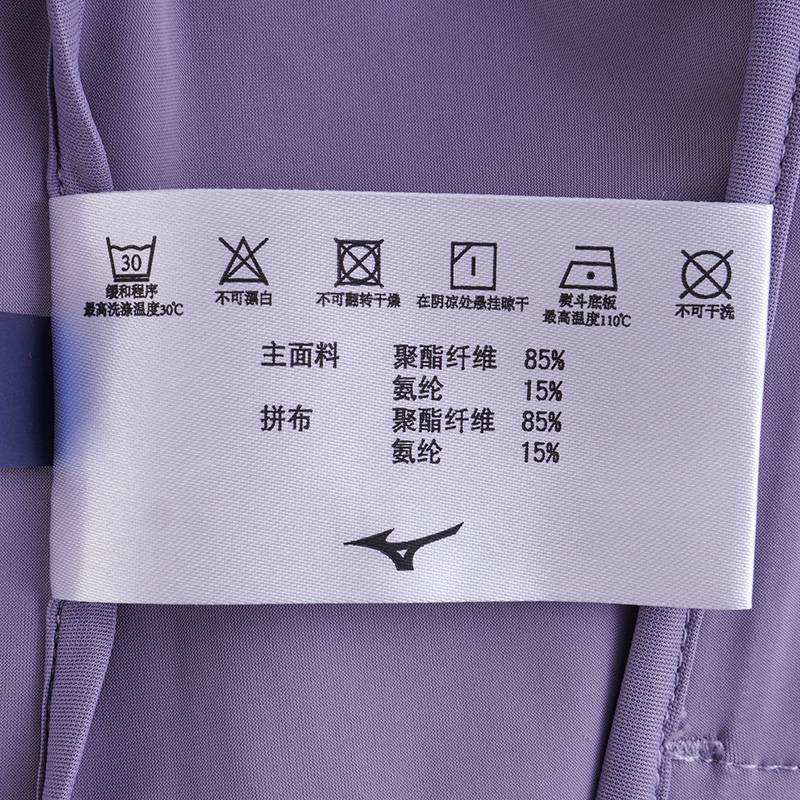 30
缓和程序
最高洗涤温度30℃
不可漂白
不可翻转干燥
在阴凉处悬挂晾干
熨斗底板
最高温度110℃
不可干洗
主面料 聚酯纤维 85%
氨纶 15%
拼布 聚酯纤维 85%
氨纶 15%